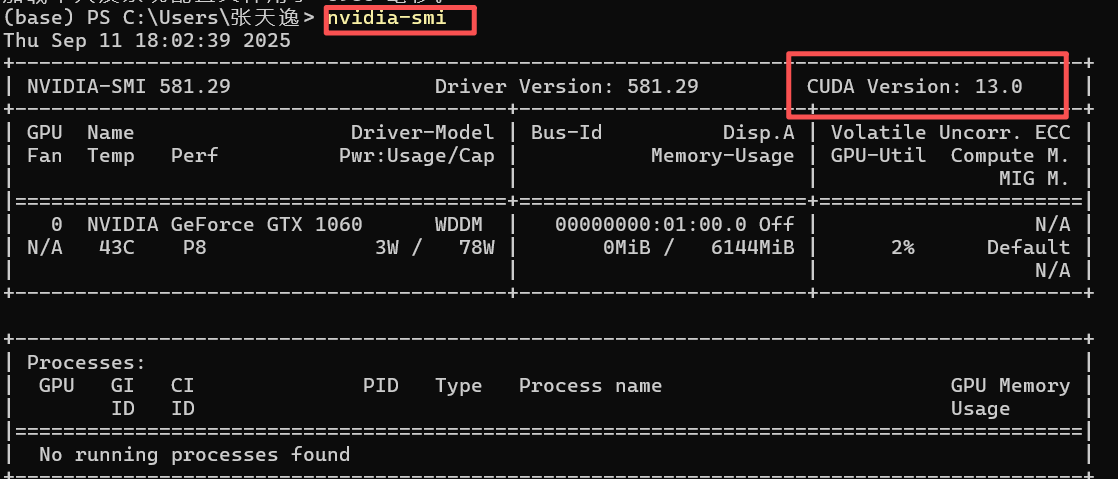 (base) PS C:\Users\张天逸> nvidia-smi
Thu Sep 11 18:02:39 2025
+-----------------------------------------------------------------------------------------+
| NVIDIA-SMI 581.29                 Driver Version: 581.29         CUDA Version: 13.0     |
+-----------------------------------------+------------------------+----------------------+
| GPU  Name                  Driver-Model | Bus-Id          Disp.A | Volatile Uncorr. ECC |
| Fan  Temp   Perf          Pwr:Usage/Cap |           Memory-Usage | GPU-Util  Compute M. |
|                                         |                        |               MIG M. |
|=========================================+========================+======================|
|   0  NVIDIA GeForce GTX 1060      WDDM  |   00000000:01:00.0 Off |                  N/A |
| N/A   43C    P8              3W /   78W |       0MiB /   6144MiB |      2%      Default |
|                                         |                        |                  N/A |
+-----------------------------------------+------------------------+----------------------+
+-----------------------------------------------------------------------------------------+
| Processes:                                                                              |
|  GPU   GI   CI              PID   Type   Process name                        GPU Memory |
|        ID   ID                                                               Usage      |
|=========================================================================================|
|  No running processes found                                                             |
+-----------------------------------------------------------------------------------------+